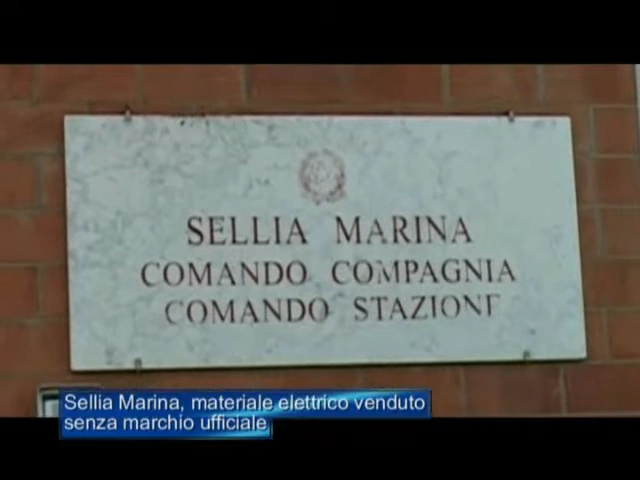 SELLIA MARINA
COMANDO COMPAGNIA
COMANDO STAZIONE
Sellia Marina, materiale elettrico venduto
senza marchio ufficiale